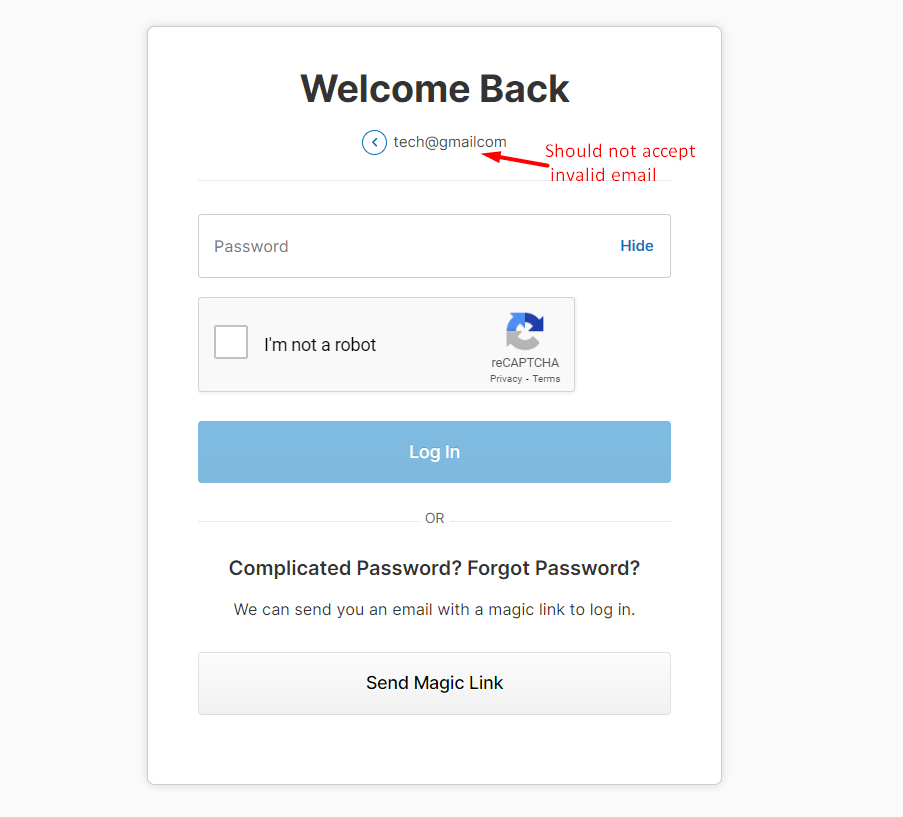 Welcome Back
tech@gmailcom
Should not accept
invalid email
Password
Hide
I'm not a robot
reCAPTCHA
Privacy - Terms
Log In
OR
Complicated Password? Forgot Password?
We can send you an email with a magic link to log in.
Send Magic Link